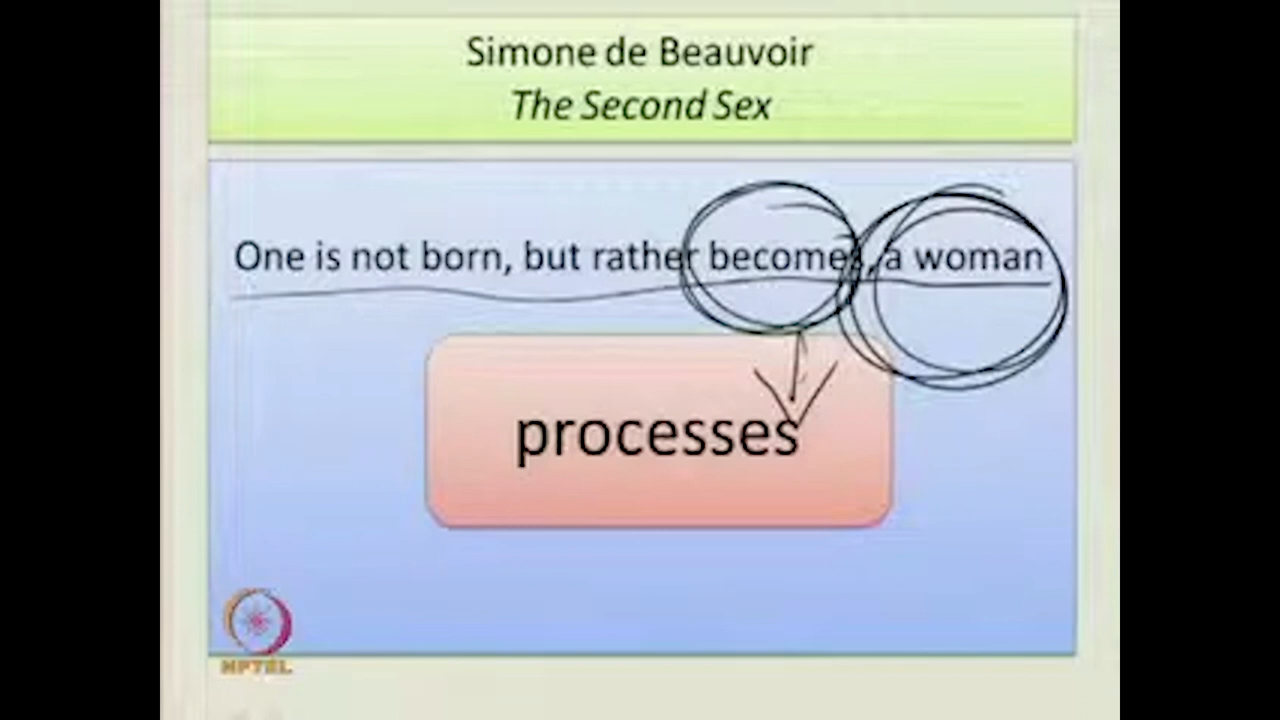 Simone de Beauvoir
The Second Sex
One is not born, but rather becomes, a woman
processes
NPTEL